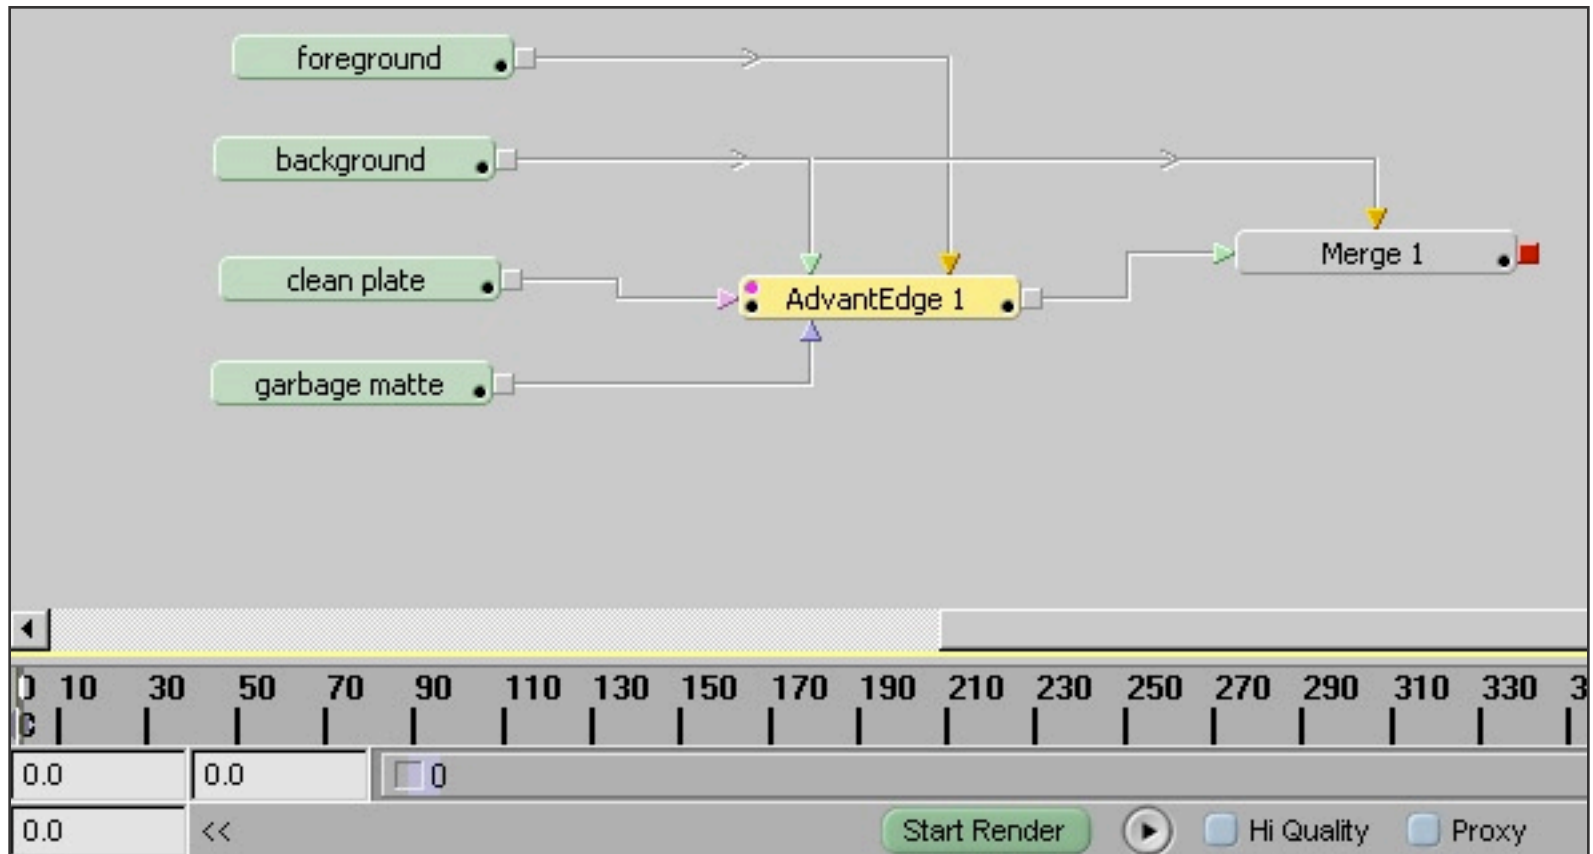 foreground
background
Merge 1
clean plate
AdvantEdge 1
garbage matte
10 30 50 70 90 110 130 150 170 190 210 230 250 270 290 310 330
0.0 0.0 0
0.0 << Start Render Hi Quality Proxy